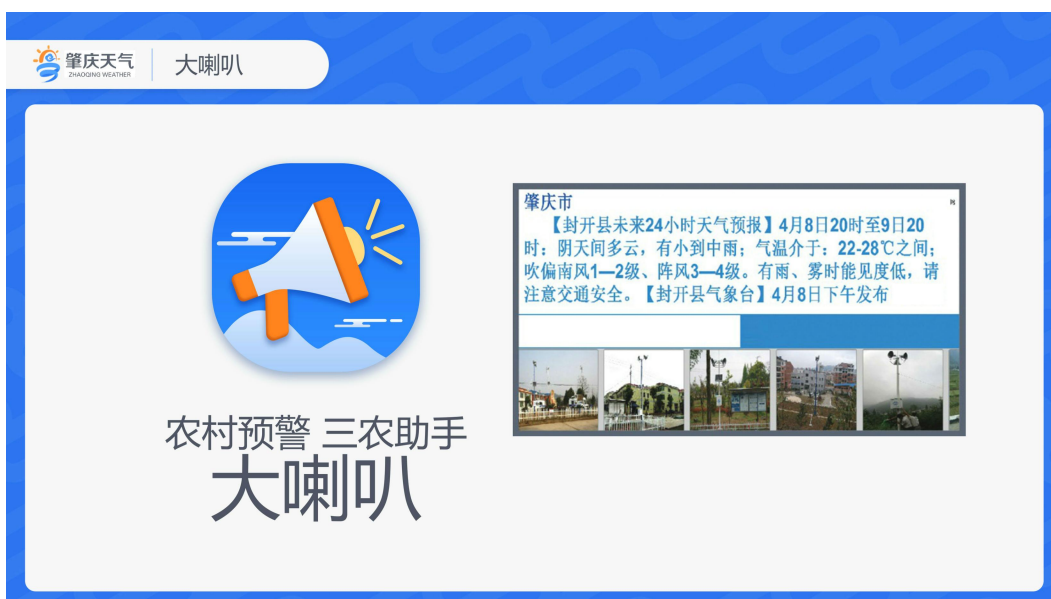 肇庆天气
ZHAOQING WEATHER
大喇叭
农村预警 三农助手
大喇叭
肇庆市
【封开县未来24小时天气预报】4月8日20时至9日20
时：阴天间多云，有小到中雨；气温介于：22-28℃之间；
吹偏南风1—2级、阵风3—4级。有雨、雾时能见度低，请
注意交通安全。【封开县气象台】4月8日下午发布